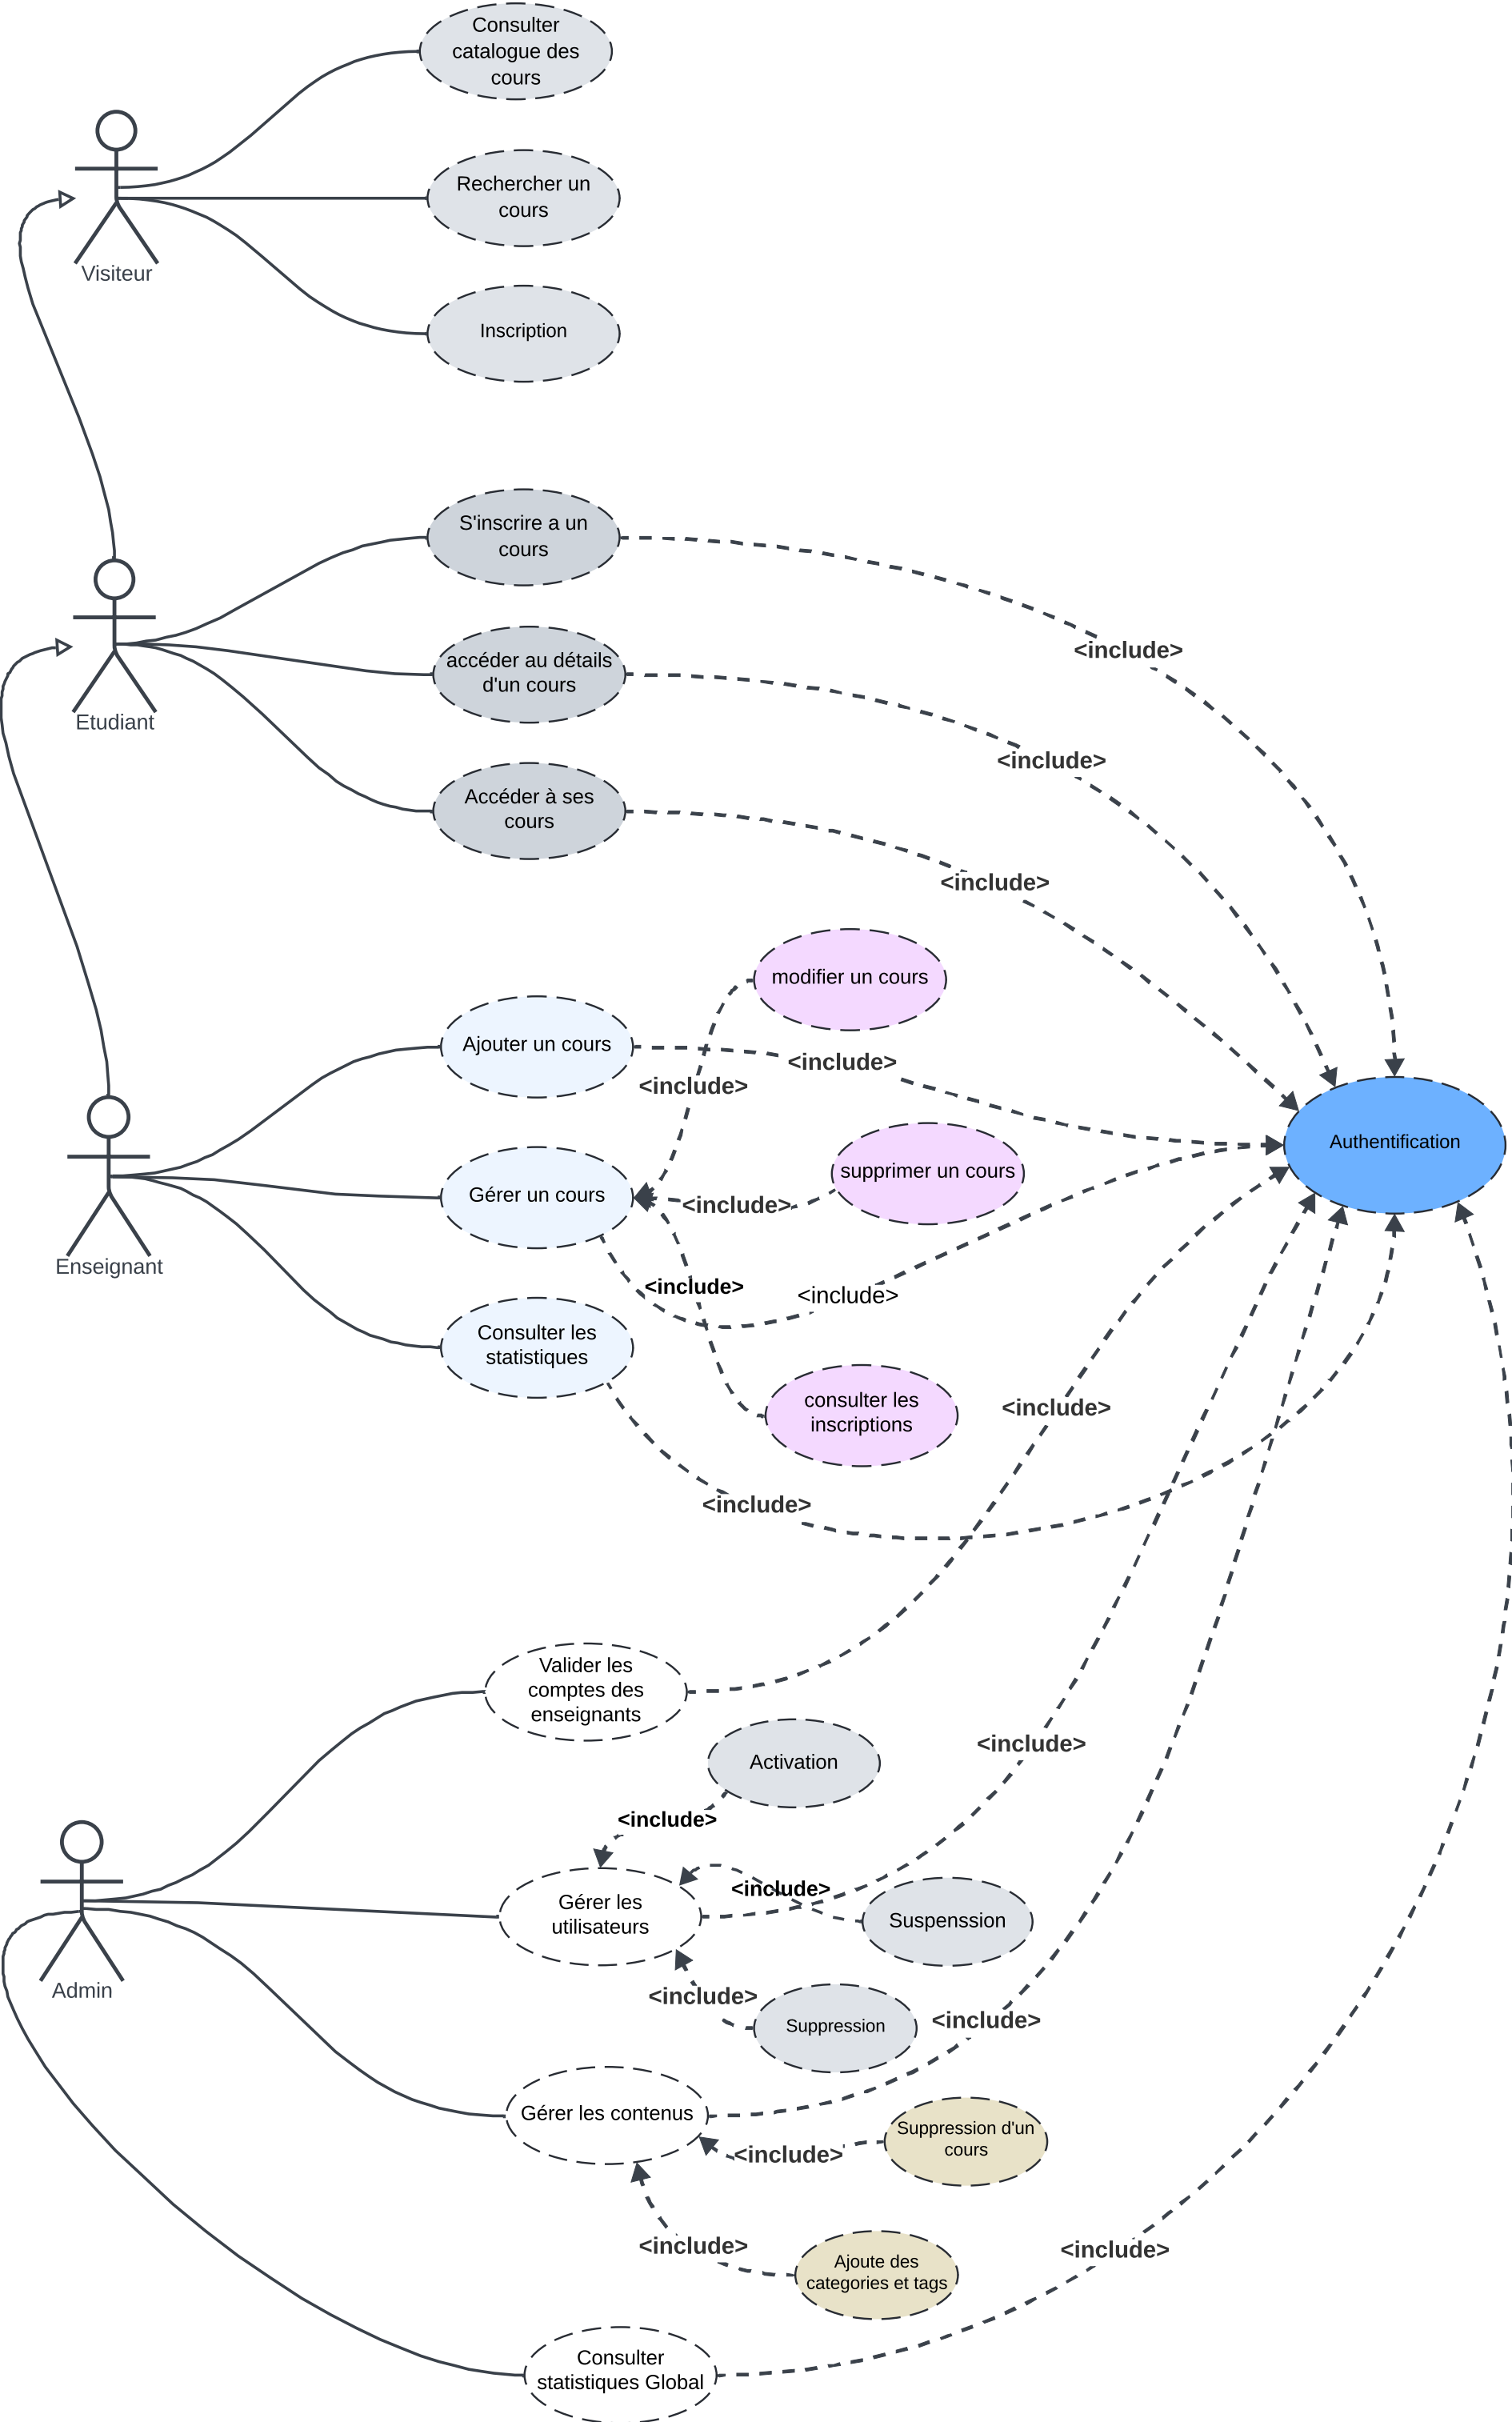 Consulter
catalogue des
cours
Rechercher un
cours
Visiteur
Inscription
S'inscrire a un
cours
<include>
accéder au détails
d'un cours
Etudiant
<include>
Accéder à ses
cours
<include>
modifier un cours
Ajouter un cours
<include>
<include>
Authentification
supprimer un cours
Gérer un cours
<include>
Enseignant
<include>
<include>
Consulter les
statistiques
consulter les
inscriptions
<include>
<include>
Valider les
comptes des
enseignants
<include>
Activation
<include>
<include>
Gérer les
utilisateurs
Suspenssion
Admin
<include>
Suppression
<include>
Gérer les contenus
Suppression d'un
cours
<include>
<include>
<include>
Ajoute des
categories et tags
Consulter
statistiques Global